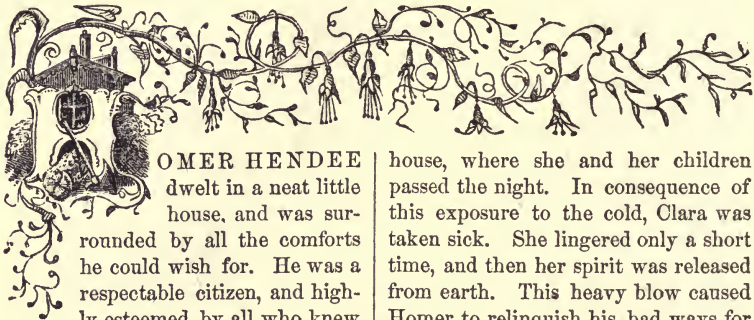 HOMER HENDEE
dwelt in a neat little
house, and was sur-
rounded by all the comforts
he could wish for. He was a
respectable citizen, and high-
ly esteemed by all who knew
house, where she and her children
passed the night. In consequence of
this exposure to the cold, Clara was
taken sick. She lingered only a short
time, and then her spirit was released
from earth. This heavy blow caused
Homer to relinquish his bad ways for